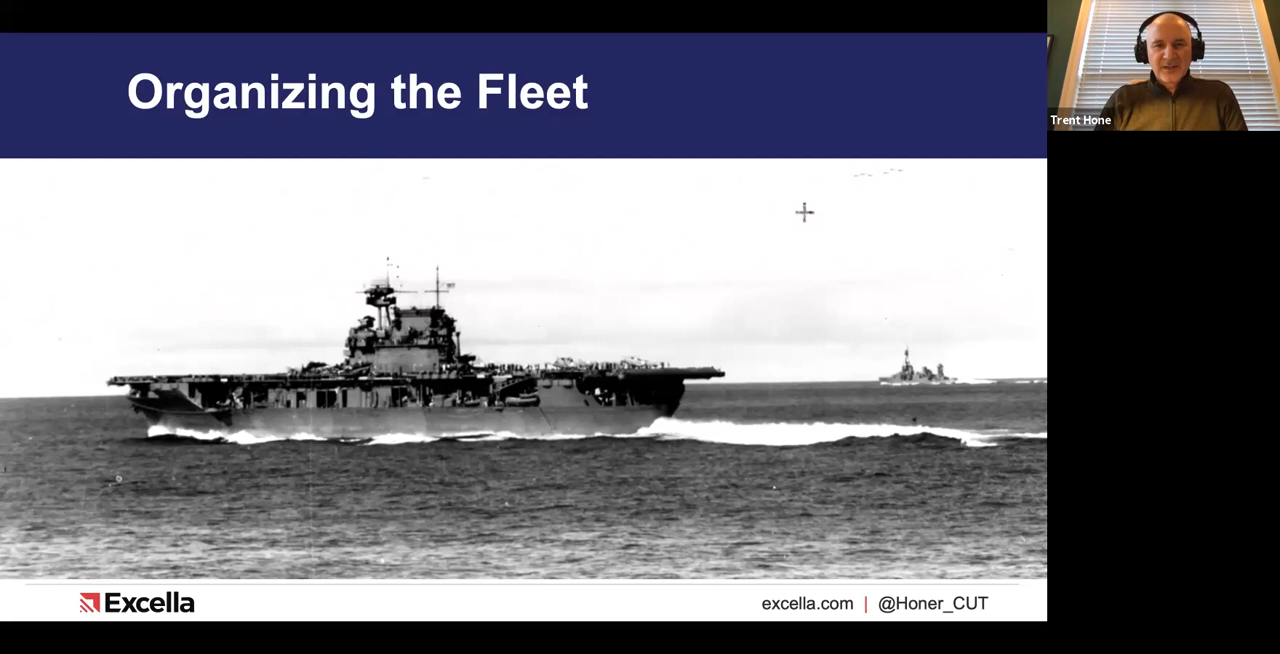 Organizing the Fleet
Trent Hone
Excella
excella.com | @Honer_CUT